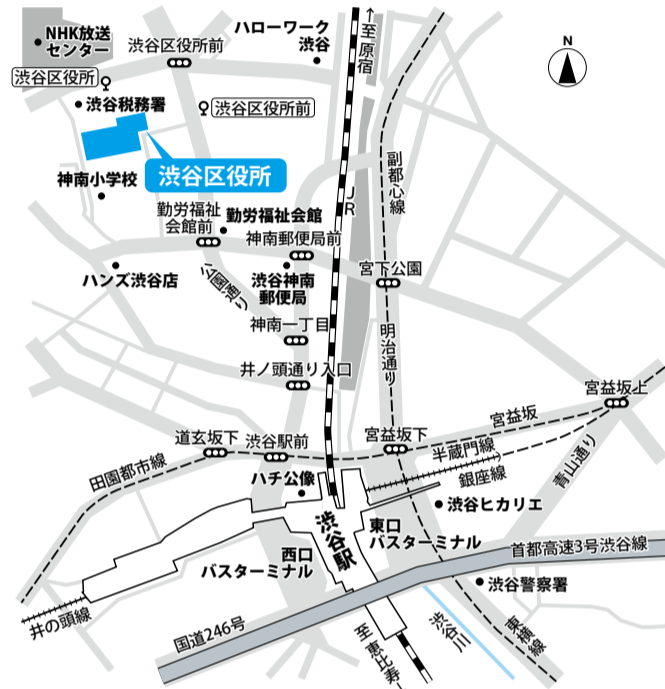 NHK放送
センター
渋谷区役所前
ハローワーク
渋谷
↑至原宿
N
渋谷区役所
渋谷税務署
渋谷区役所前
渋谷区役所
神南小学校
副都心線
JR
勤労福祉
会館前
勤労福祉会館
神南郵便局前
ハンズ渋谷店
公園通り
渋谷神南
郵便局
宮下公園
神南一丁目
明治通り
井ノ頭通り入口
宮益坂上
宮益坂
道玄坂下
渋谷駅前
宮益坂下
半蔵門線
銀座線
青山通り
田園都市線
ハチ公像
渋谷ヒカリエ
渋谷駅
東口
バスターミナル
西口
バスターミナル
首都高速3号渋谷線
渋谷警察署
井の頭線
国道246号
至恵比寿↓
渋谷川
東横線